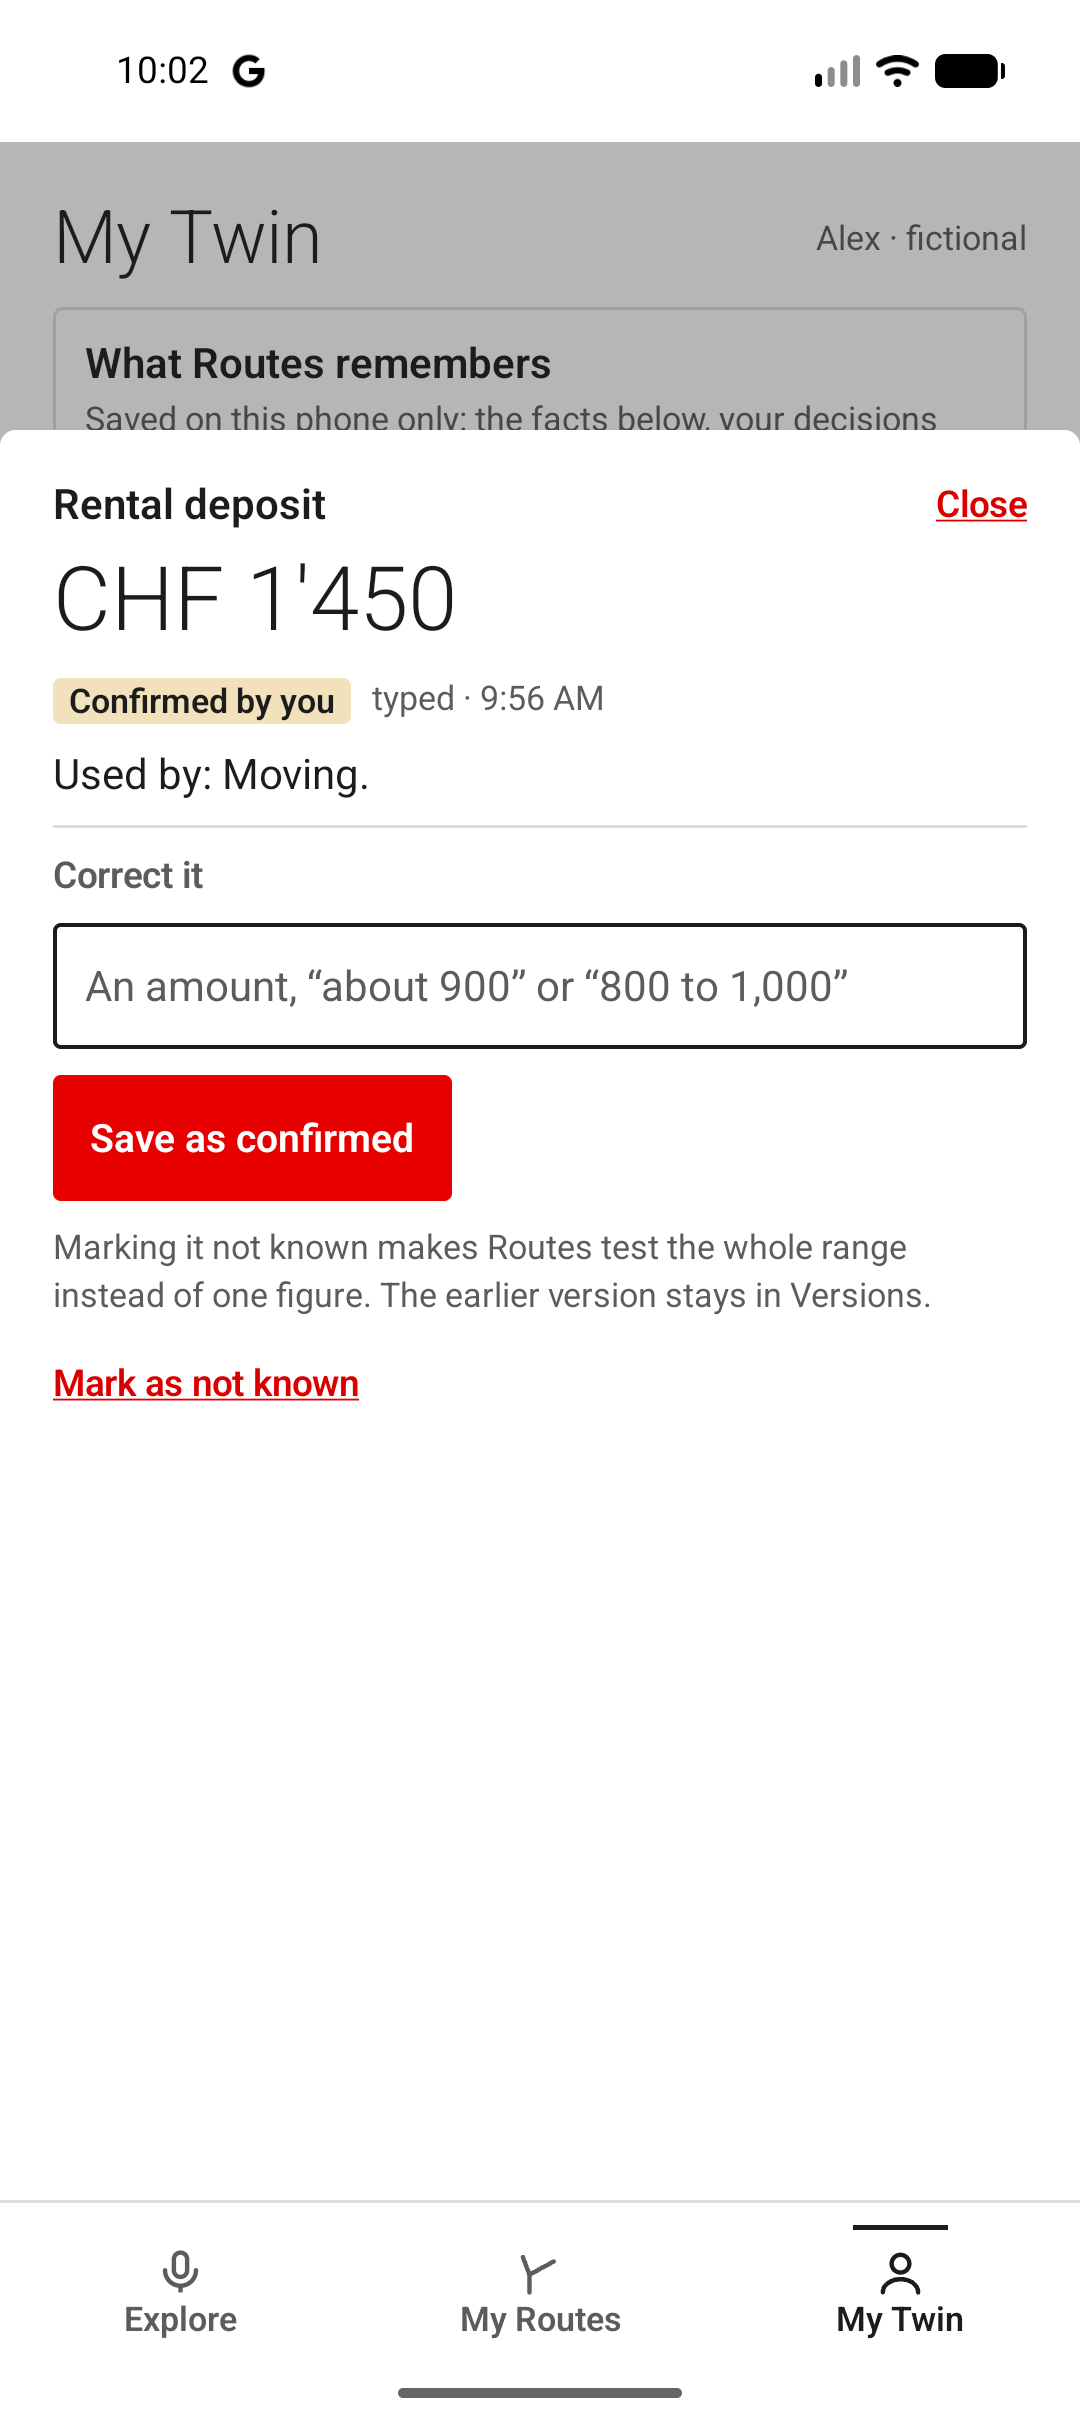 10:02
My Twin
Alex · fictional
What Routes remembers
Saved on this phone only: the facts below, your decisions
Rental deposit
Close
CHF 1'450
Confirmed by you typed · 9:56 AM
Used by: Moving.
Correct it
An amount, “about 900” or “800 to 1,000”
Save as confirmed
Marking it not known makes Routes test the whole range
instead of one figure. The earlier version stays in Versions.
Mark as not known
Explore
My Routes
My Twin